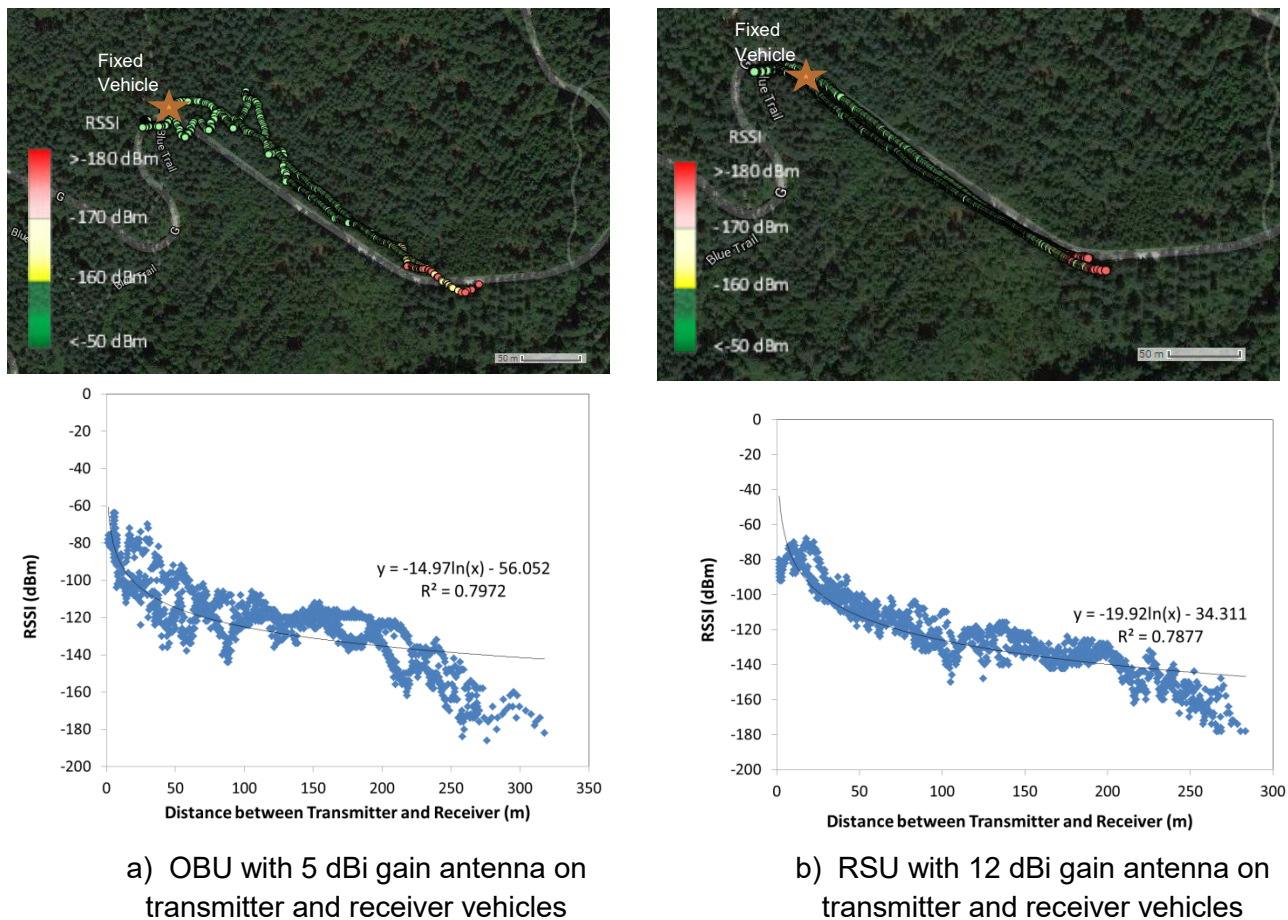 Fixed
Vehicle
RSSI
>-180 dBm
-170 dBm
-160 dBm
<-50 dBm
Blue Trail
G
G
Blue Trail
50 m
Fixed
Vehicle
G
Blue Trail
RSSI
>-180 dBm
-170 dBm
-160 dBm
<-50 dBm
G
Blue Trail
50 m
0
-20
-40
-60
-80
-100
-120
-140
-160
-180
-200
RSSI (dBm)
y = -14.97ln(x) - 56.052
R² = 0.7972
0 50 100 150 200 250 300 350
Distance between Transmitter and Receiver (m)
0
-20
-40
-60
-80
-100
-120
-140
-160
-180
-200
RSSI (dBm)
y = -19.92ln(x) - 34.311
R² = 0.7877
0 50 100 150 200 250 300
Distance between Transmitter and Receiver (m)
a) OBU with 5 dBi gain antenna on
transmitter and receiver vehicles
b) RSU with 12 dBi gain antenna on
transmitter and receiver vehicles